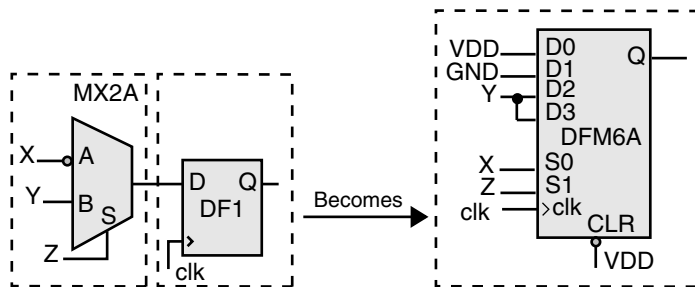 MX2A
X
A
Y
B
S
Z
D Q
DF1
clk
Becomes
VDD D0 Q
GND D1
Y D2
D3
DFM6A
X S0
Z S1
clk >clk
CLR
VDD